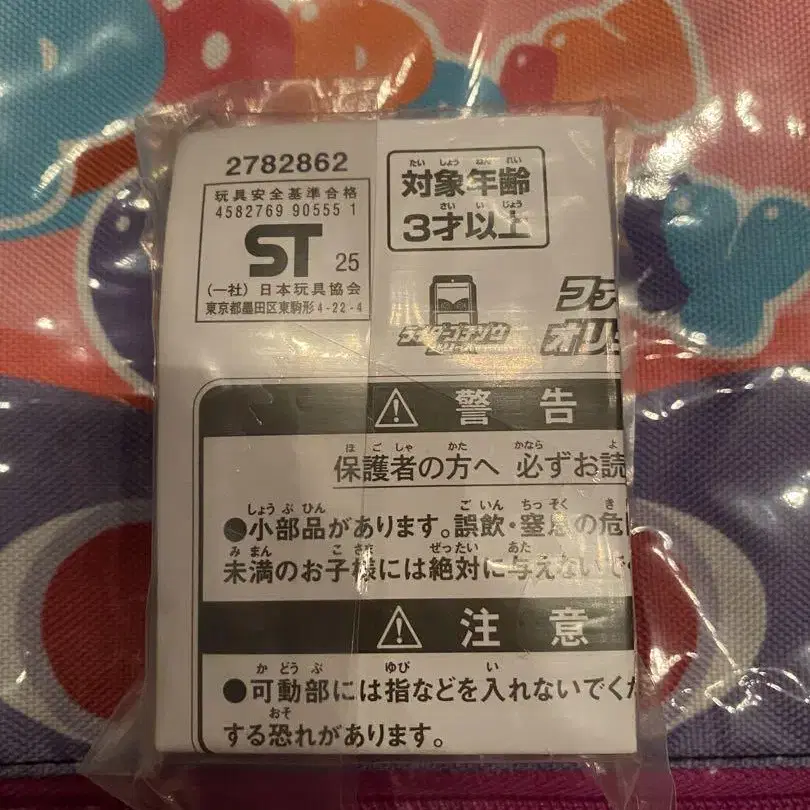 2782862
玩具安全基準合格
4582769 90555 1
ST 25
(一社)日本玩具協会
東京都墨田区東駒形4-22-4
たい しょう ねん れい
対象年齢
さい い じょう
3才以上
ファ
オリ
警告
ほ ご しゃ かた かなら よ
保護者の方へ 必ずお読
しょう ぶ ひん ご いん ちっ そく き
●小部品があります。誤飲・窒息の危
み まん こ さま ぜったい あた
未満のお子様には絶対に与えないで
注意
か どう ぶ ゆび い
●可動部には指などを入れないでくだ
おそ
する恐れがあります。